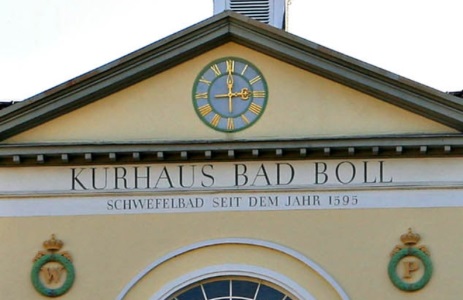 KURHAUS BAD BOLL
SCHWEFELBAD SEIT DEM JAHR 1595
W P